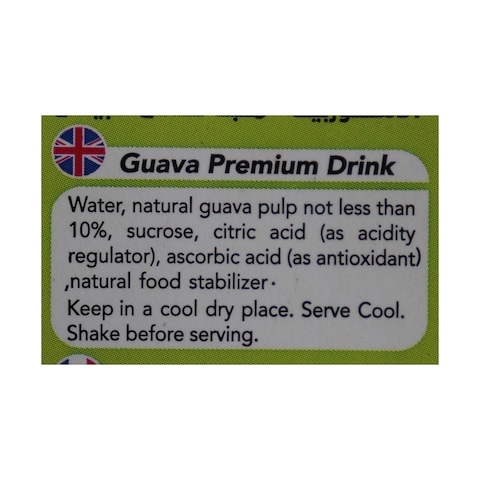 Guava Premium Drink
Water, natural guava pulp not less than
10%, sucrose, citric acid (as acidity
regulator), ascorbic acid (as antioxidant)
,natural food stabilizer·
Keep in a cool dry place. Serve Cool.
Shake before serving.